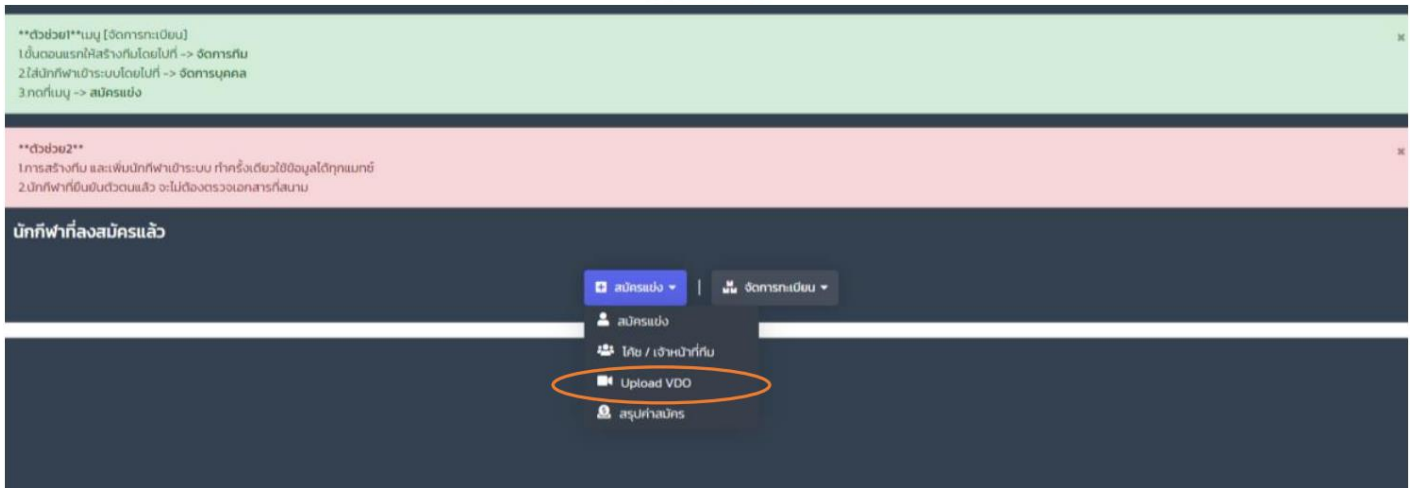 **ตัวช่วย1**เมนู [จัดการทะเบียน]
1.ขั้นตอนแรกให้สร้างทีมโดยไปที่ -> จัดการทีม
2.ใส่นักกีฬาเข้าระบบโดยไปที่ -> จัดการบุคคล
3.กดที่เมนู -> สมัครแข่ง
**ตัวช่วย2**
1.การสร้างทีม และเพิ่มนักกีฬาเข้าระบบ ทำครั้งเดียวใช้ข้อมูลได้ทุกแมทช์
2.นักกีฬาที่ยืนยันตัวตนแล้ว จะไม่ต้องตรวจเอกสารที่สนาม
นักกีฬาที่ลงสมัครแล้ว
สมัครแข่ง | จัดการทะเบียน
สมัครแข่ง
โค้ช / เจ้าหน้าที่ทีม
Upload VDO
สรุปค่าสมัคร